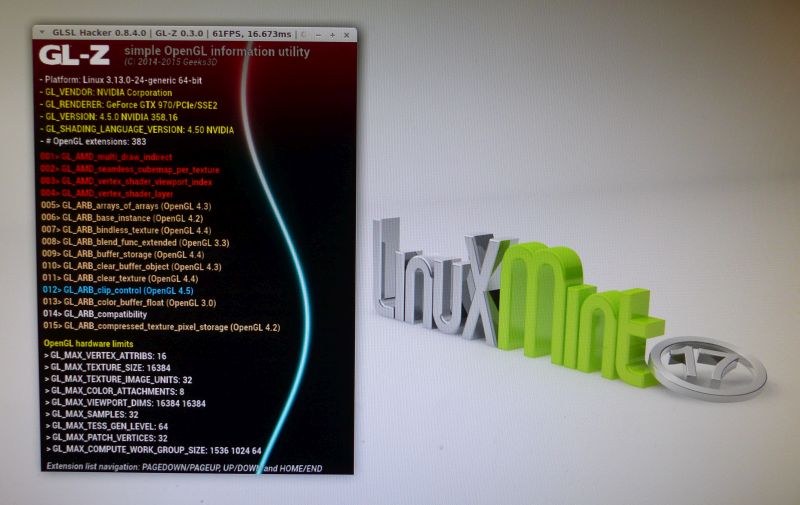 GLSL Hacker 0.8.4.0 | GL-Z 0.3.0 | 61FPS, 16.673ms |
GL-Z simple OpenGL information utility
(C) 2014-2015 Geeks3D
- Platform: Linux 3.13.0-24-generic 64-bit
- GL_VENDOR: NVIDIA Corporation
- GL_RENDERER: GeForce GTX 970/PCIe/SSE2
- GL_VERSION: 4.5.0 NVIDIA 358.16
- GL_SHADING_LANGUAGE_VERSION: 4.50 NVIDIA
- # OpenGL extensions: 383
001> GL_AMD_multi_draw_indirect
002> GL_AMD_seamless_cubemap_per_texture
003> GL_AMD_vertex_shader_viewport_index
004> GL_AMD_vertex_shader_layer
005> GL_ARB_arrays_of_arrays (OpenGL 4.3)
006> GL_ARB_base_instance (OpenGL 4.2)
007> GL_ARB_bindless_texture (OpenGL 4.4)
008> GL_ARB_blend_func_extended (OpenGL 3.3)
009> GL_ARB_buffer_storage (OpenGL 4.4)
010> GL_ARB_clear_buffer_object (OpenGL 4.3)
011> GL_ARB_clear_texture (OpenGL 4.4)
012> GL_ARB_clip_control (OpenGL 4.5)
013> GL_ARB_color_buffer_float (OpenGL 3.0)
014> GL_ARB_compatibility
015> GL_ARB_compressed_texture_pixel_storage (OpenGL 4.2)
OpenGL hardware limits
> GL_MAX_VERTEX_ATTRIBS: 16
> GL_MAX_TEXTURE_SIZE: 16384
> GL_MAX_TEXTURE_IMAGE_UNITS: 32
> GL_MAX_COLOR_ATTACHMENTS: 8
> GL_MAX_VIEWPORT_DIMS: 16384 16384
> GL_MAX_SAMPLES: 32
> GL_MAX_TESS_GEN_LEVEL: 64
> GL_MAX_PATCH_VERTICES: 32
> GL_MAX_COMPUTE_WORK_GROUP_SIZE: 1536 1024 64
Extension list navigation: PAGEDOWN/PAGEUP, UP/DOWN and HOME/END
LinuxMint 17